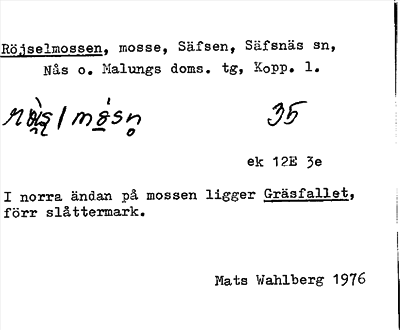 Röjselmossen, mosse, Säfsen, Säfsnäs sn,
Nås o. Malungs doms. tg, Kopp. l.
35
ek 12E 3e
I norra ändan på mossen ligger Gräsfallet,
förr slåttermark.
Mats Wahlberg 1976